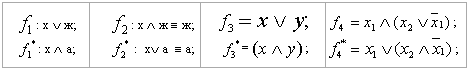 f₁ : x ∨ ж;
f₁* : x ∧ a;
f₂ : x ∧ ж ≡ ж;
f₂* : x∨ a ≡ a;
f₃ = x ∨ y;
f₃* = (x ∧ y) ;
f₄ = x₁ ∧ (x₂ ∨ x̄₁) ;
f₄* = x₁ ∨ (x₂ ∧ x̄₁) ;